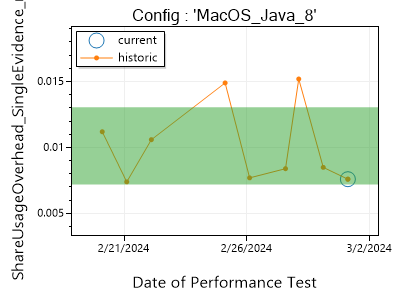 Config : 'MacOS_Java_8'
current
historic
ShareUsageOverhead_SingleEvidence_
0.015
0.01
0.005
2/21/2024
2/26/2024
3/2/2024
Date of Performance Test